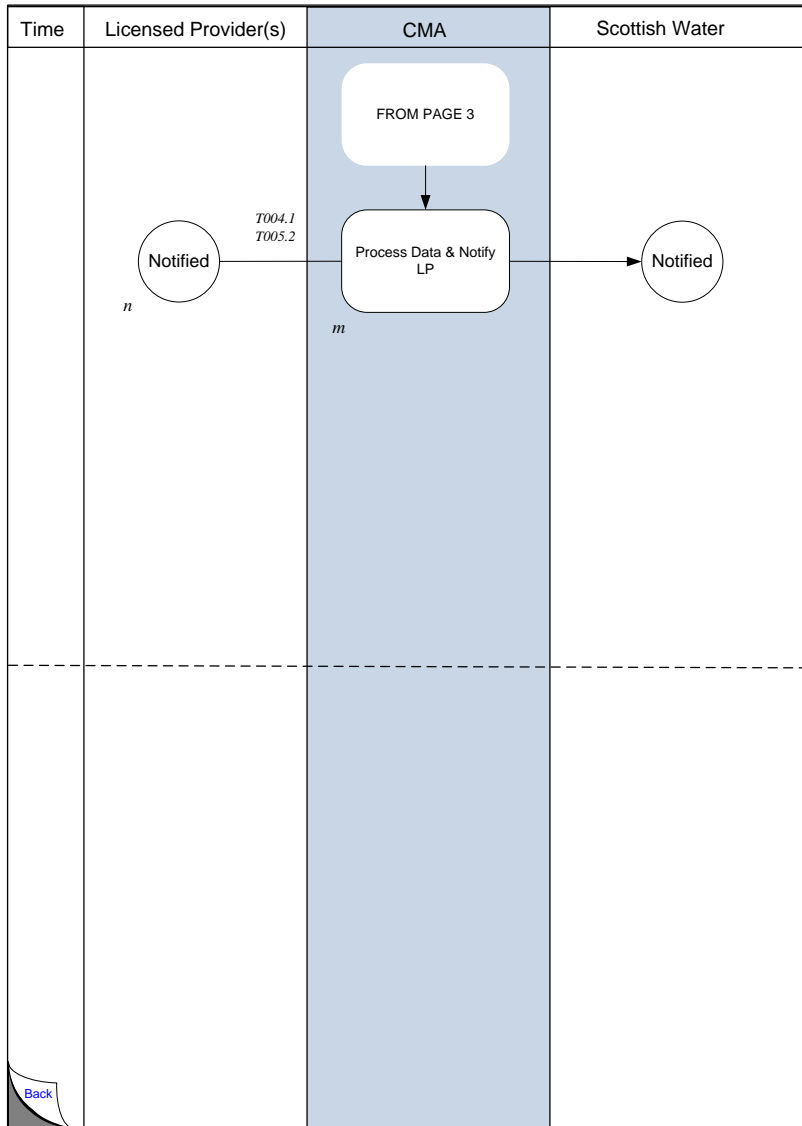 Time
Licensed Provider(s)
CMA
Scottish Water
FROM PAGE 3
T004.1
T005.2
Notified
Process Data & Notify
LP
Notified
n
m
Back